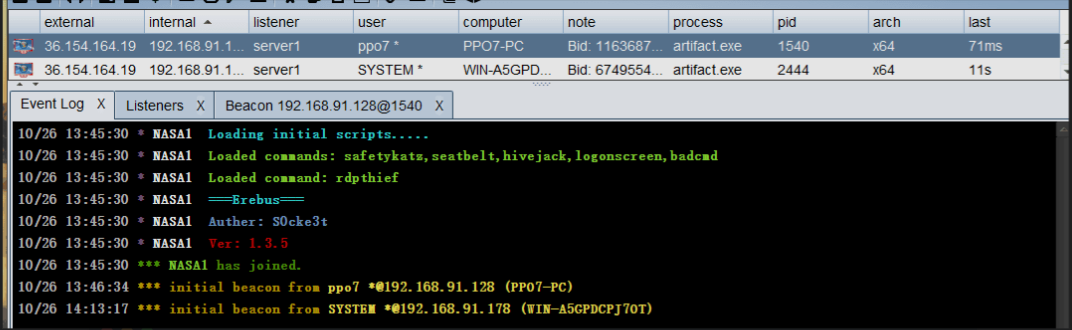 external internal listener user computer note process pid arch last
36.154.164.19 192.168.91.1... server1 ppo7 * PPO7-PC Bid: 1163687... artifact.exe 1540 x64 71ms
36.154.164.19 192.168.91.1... server1 SYSTEM * WIN-A5GPD... Bid: 6749554... artifact.exe 2444 x64 11s
Event Log X Listeners X Beacon 192.168.91.128@1540 X
10/26 13:45:30 * NASA1 Loading initial scripts.....
10/26 13:45:30 * NASA1 Loaded commands: safetykatz,seatbelt,hivejack,logonscreen,badcmd
10/26 13:45:30 * NASA1 Loaded command: rdpthief
10/26 13:45:30 * NASA1 ===Erebus===
10/26 13:45:30 * NASA1 Auther: S0cke3t
10/26 13:45:30 * NASA1 Ver: 1.3.5
10/26 13:45:30 *** NASA1 has joined.
10/26 13:46:34 *** initial beacon from ppo7 *@192.168.91.128 (PPO7-PC)
10/26 14:13:17 *** initial beacon from SYSTEM *@192.168.91.178 (WIN-A5GPDCPJ7OT)